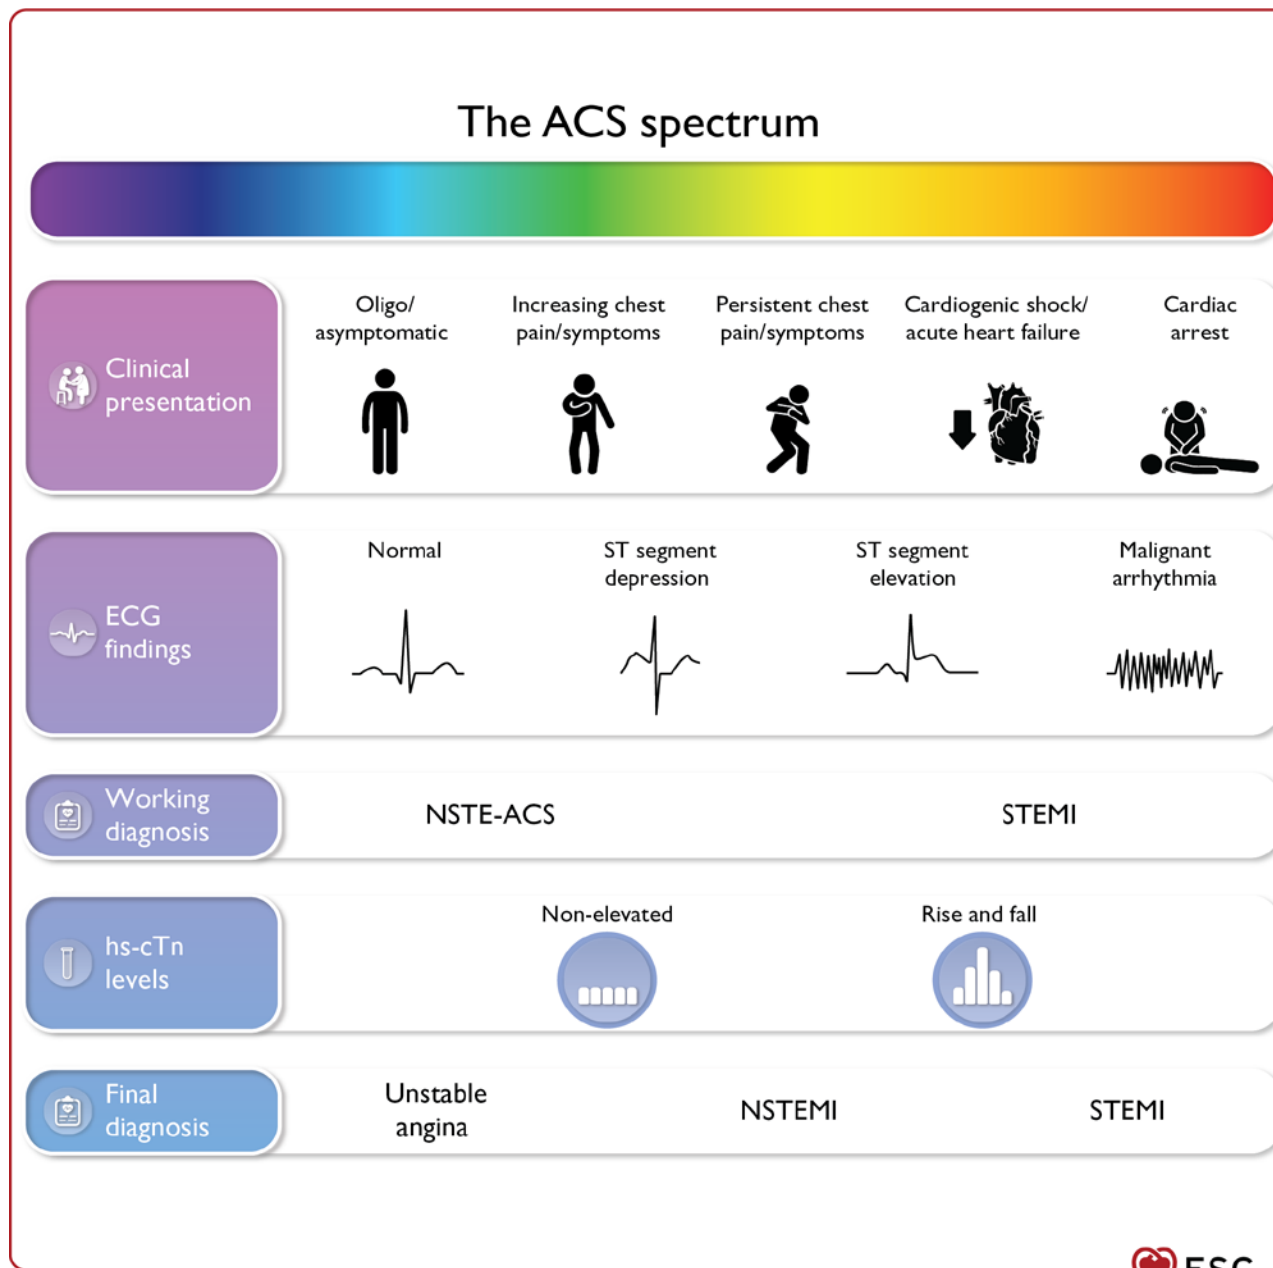 The ACS spectrum
Clinical
presentation
Oligo/
asymptomatic
Increasing chest
pain/symptoms
Persistent chest
pain/symptoms
Cardiogenic shock/
acute heart failure
Cardiac
arrest
ECG
findings
Normal
ST segment
depression
ST segment
elevation
Malignant
arrhythmia
Working
diagnosis
NSTE-ACS
STEMI
hs-cTn
levels
Non-elevated
Rise and fall
Final
diagnosis
Unstable
angina
NSTEMI
STEMI
ESC